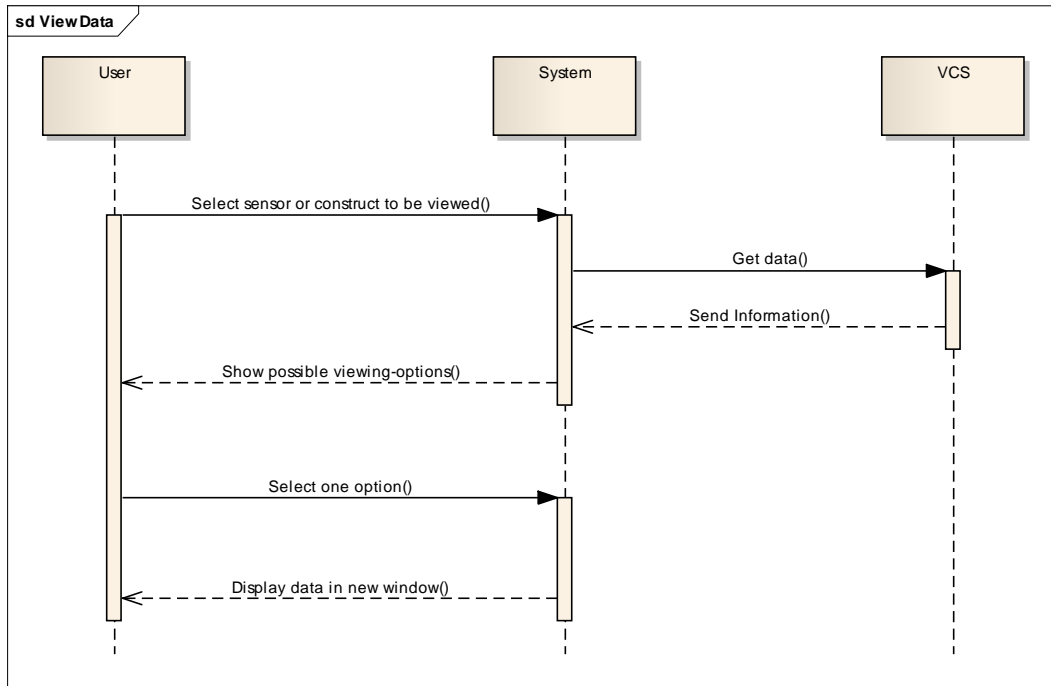 sd ViewData
User
System
VCS
Select sensor or construct to be viewed()
Get data()
Send Information()
Show possible viewing-options()
Select one option()
Display data in new window()